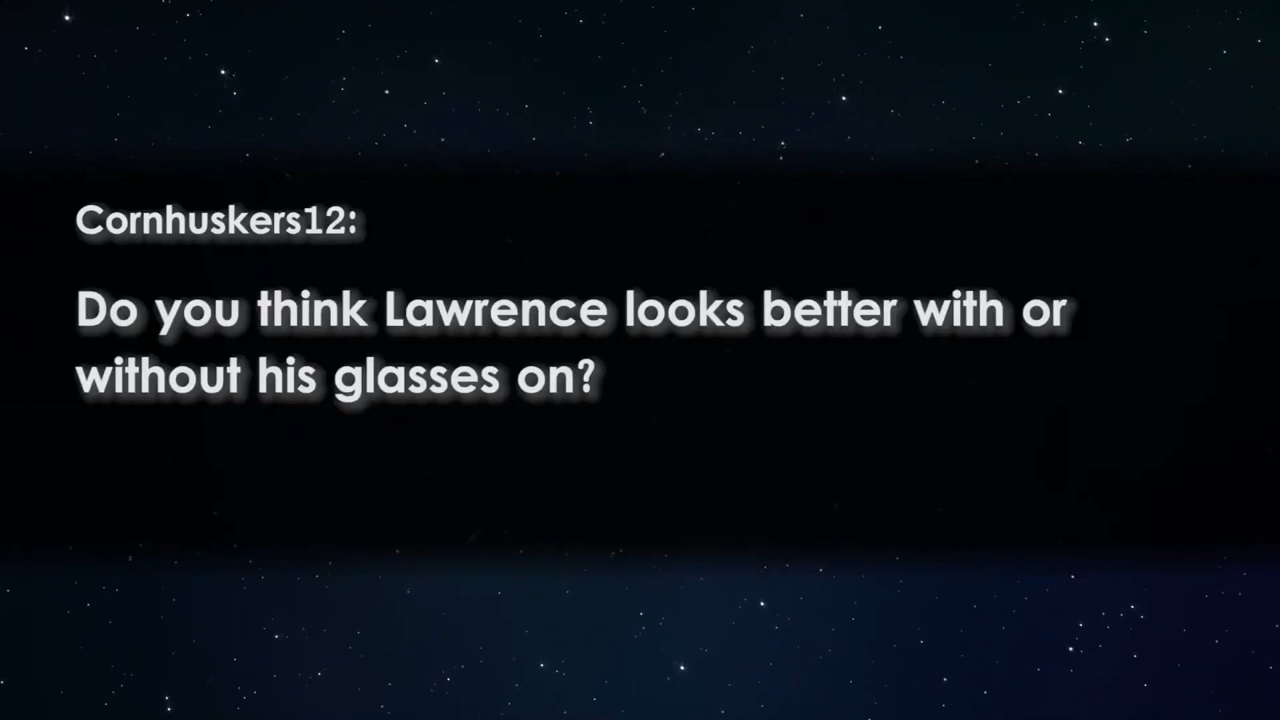 Cornhuskers12:
Do you think Lawrence looks better with or
without his glasses on?